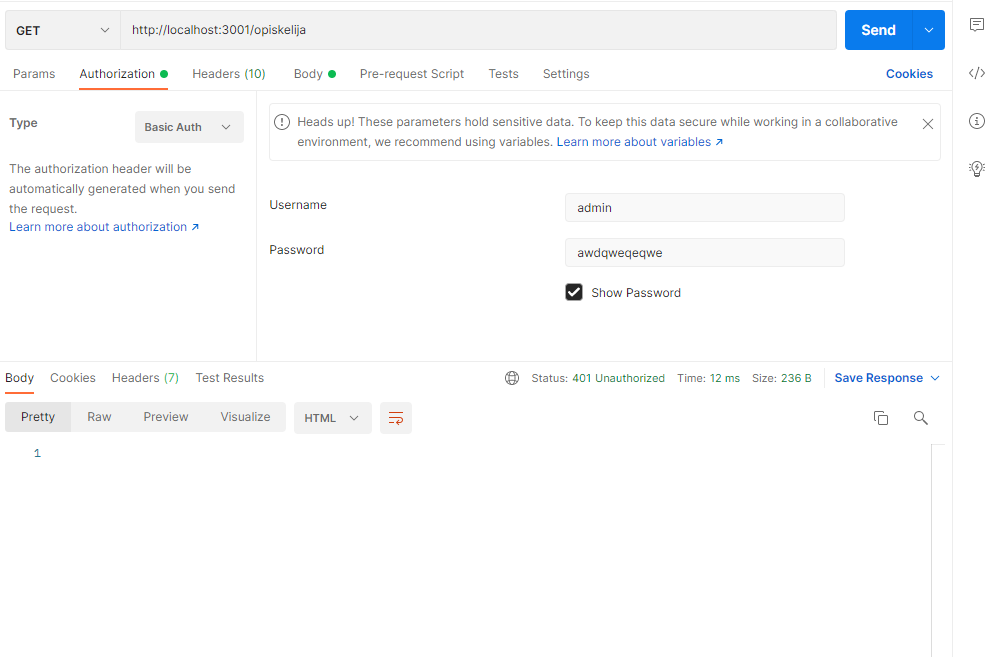 GET
http://localhost:3001/opiskelija
Send
Params
Authorization
Headers (10)
Body
Pre-request Script
Tests
Settings
Cookies
Type
Basic Auth
The authorization header will be
automatically generated when you send
the request.
Learn more about authorization ↗
Heads up! These parameters hold sensitive data. To keep this data secure while working in a collaborative
environment, we recommend using variables. Learn more about variables ↗
Username
admin
Password
awdqweqeqwe
Show Password
Body
Cookies
Headers (7)
Test Results
Status: 401 Unauthorized
Time: 12 ms
Size: 236 B
Save Response
Pretty
Raw
Preview
Visualize
HTML
1